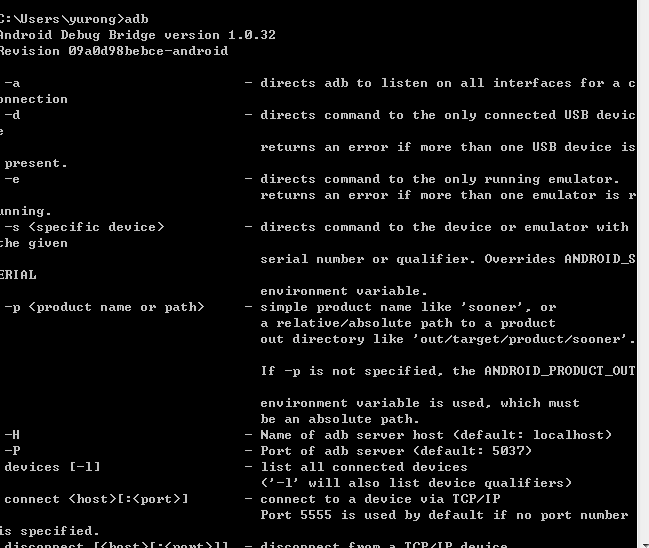 C:\Users\yurong>adb
Android Debug Bridge version 1.0.32
Revision 09a0d98bebce-android
-a - directs adb to listen on all interfaces for a c
onnection
-d - directs command to the only connected USB devic
e
returns an error if more than one USB device is
present.
-e - directs command to the only running emulator.
returns an error if more than one emulator is r
unning.
-s <specific device> - directs command to the device or emulator with
the given
serial number or qualifier. Overrides ANDROID_S
ERIAL
environment variable.
-p <product name or path> - simple product name like 'sooner', or
a relative/absolute path to a product
out directory like 'out/target/product/sooner'.
If -p is not specified, the ANDROID_PRODUCT_OUT
environment variable is used, which must
be an absolute path.
-H - Name of adb server host (default: localhost)
-P - Port of adb server (default: 5037)
devices [-l] - list all connected devices
('-l' will also list device qualifiers)
connect <host>[:<port>] - connect to a device via TCP/IP
Port 5555 is used by default if no port number
is specified.
disconnect [<host>[:<port>]] - disconnect from a TCP/IP device